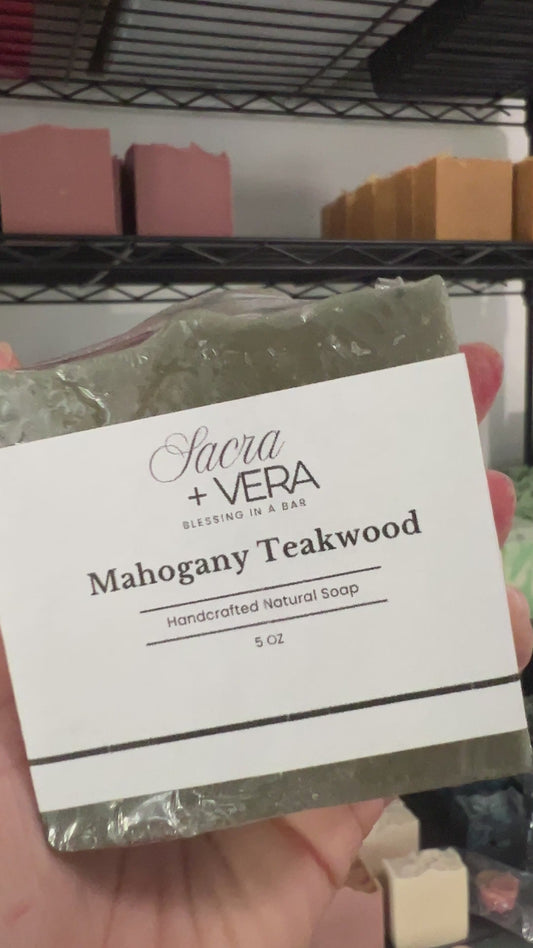 Sacra
+ VERA
BLESSING IN A BAR
Mahogany Teakwood
Handcrafted Natural Soap
5 OZ